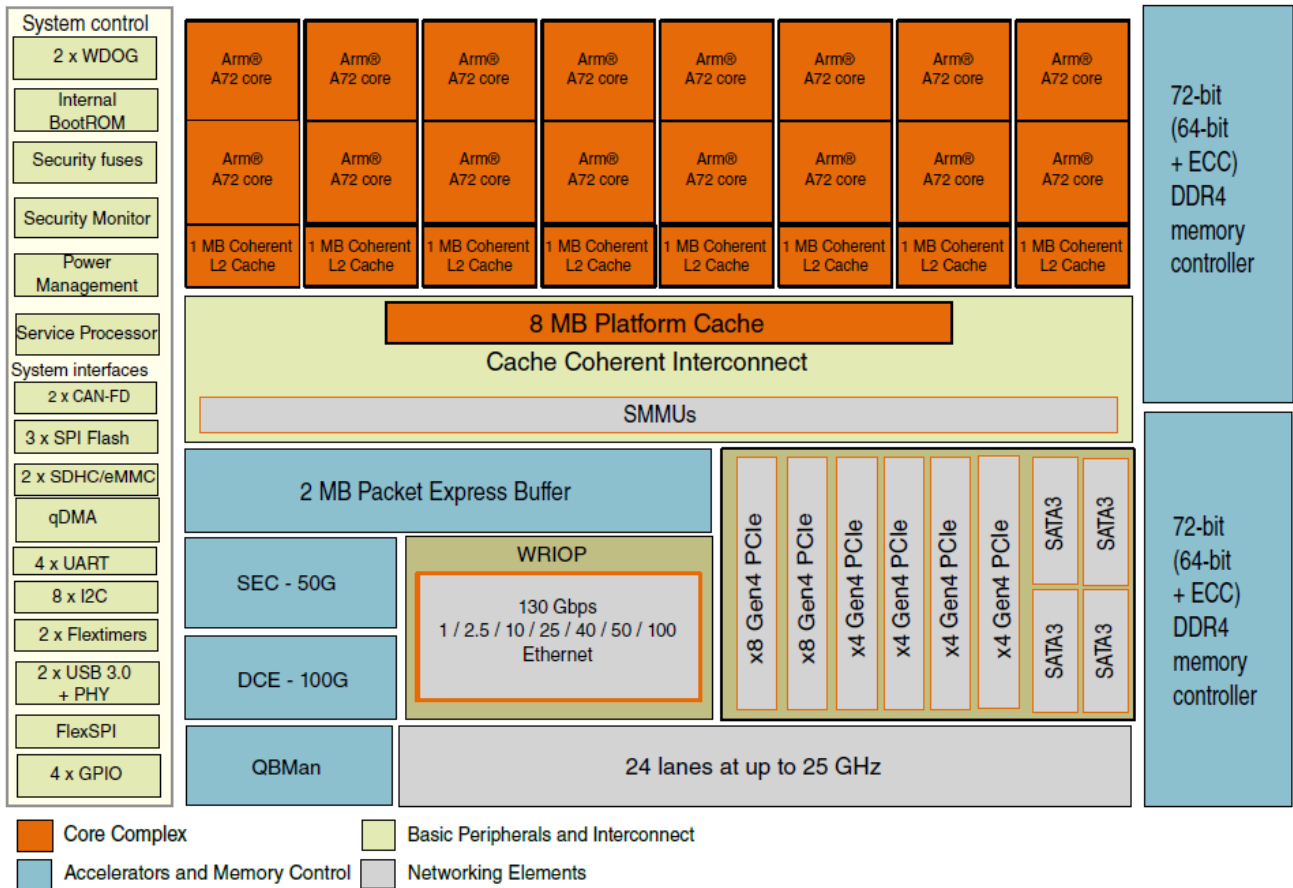 System control
2 x WDOG
Internal
BootROM
Security fuses
Security Monitor
Power
Management
Service Processor
System interfaces
2 x CAN-FD
3 x SPI Flash
2 x SDHC/eMMC
qDMA
4 x UART
8 x I2C
2 x Flextimers
2 x USB 3.0
+ PHY
FlexSPI
4 x GPIO
Arm®
A72 core
Arm®
A72 core
Arm®
A72 core
Arm®
A72 core
Arm®
A72 core
Arm®
A72 core
Arm®
A72 core
Arm®
A72 core
Arm®
A72 core
Arm®
A72 core
Arm®
A72 core
Arm®
A72 core
Arm®
A72 core
Arm®
A72 core
Arm®
A72 core
Arm®
A72 core
1 MB Coherent
L2 Cache
1 MB Coherent
L2 Cache
1 MB Coherent
L2 Cache
1 MB Coherent
L2 Cache
1 MB Coherent
L2 Cache
1 MB Coherent
L2 Cache
1 MB Coherent
L2 Cache
1 MB Coherent
L2 Cache
8 MB Platform Cache
Cache Coherent Interconnect
SMMUs
2 MB Packet Express Buffer
SEC - 50G
DCE - 100G
QBMan
WRIOP
130 Gbps
1 / 2.5 / 10 / 25 / 40 / 50 / 100
Ethernet
x8 Gen4 PCIe
x8 Gen4 PCIe
x4 Gen4 PCIe
x4 Gen4 PCIe
x4 Gen4 PCIe
x4 Gen4 PCIe
SATA3
SATA3
SATA3
SATA3
24 lanes at up to 25 GHz
72-bit
(64-bit
+ ECC)
DDR4
memory
controller
72-bit
(64-bit
+ ECC)
DDR4
memory
controller
Core Complex
Basic Peripherals and Interconnect
Accelerators and Memory Control
Networking Elements